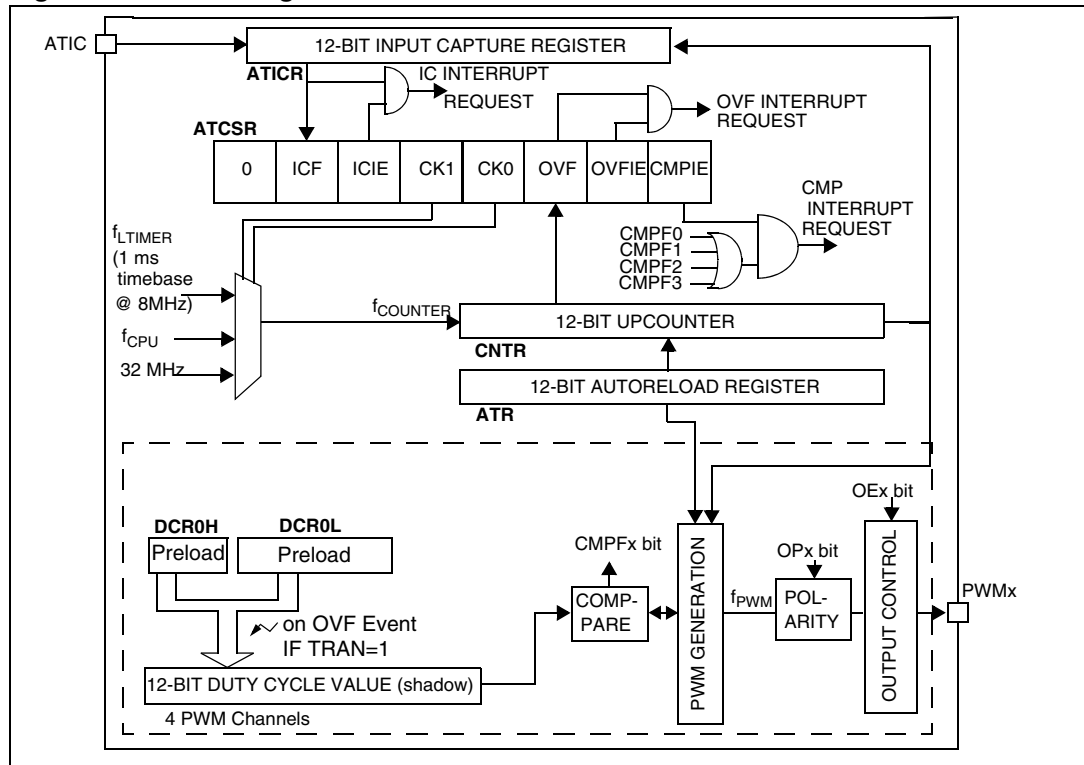 ATIC
12-BIT INPUT CAPTURE REGISTER
ATICR
IC INTERRUPT
REQUEST
OVF INTERRUPT
REQUEST
ATCSR
0 ICF ICIE CK1 CK0 OVF OVFIE CMPIE
CMP
INTERRUPT
REQUEST
CMPF0
CMPF1
CMPF2
CMPF3
fLTIMER
(1 ms
timebase
@ 8MHz)
fCPU
32 MHz
fCOUNTER
12-BIT UPCOUNTER
CNTR
12-BIT AUTORELOAD REGISTER
ATR
OEx bit
DCR0H DCR0L
Preload Preload
CMPFx bit
OPx bit
on OVF Event
IF TRAN=1
COMP-
PARE
PWM GENERATION
fPWM
POL-
ARITY
OUTPUT CONTROL
PWMx
12-BIT DUTY CYCLE VALUE (shadow)
4 PWM Channels